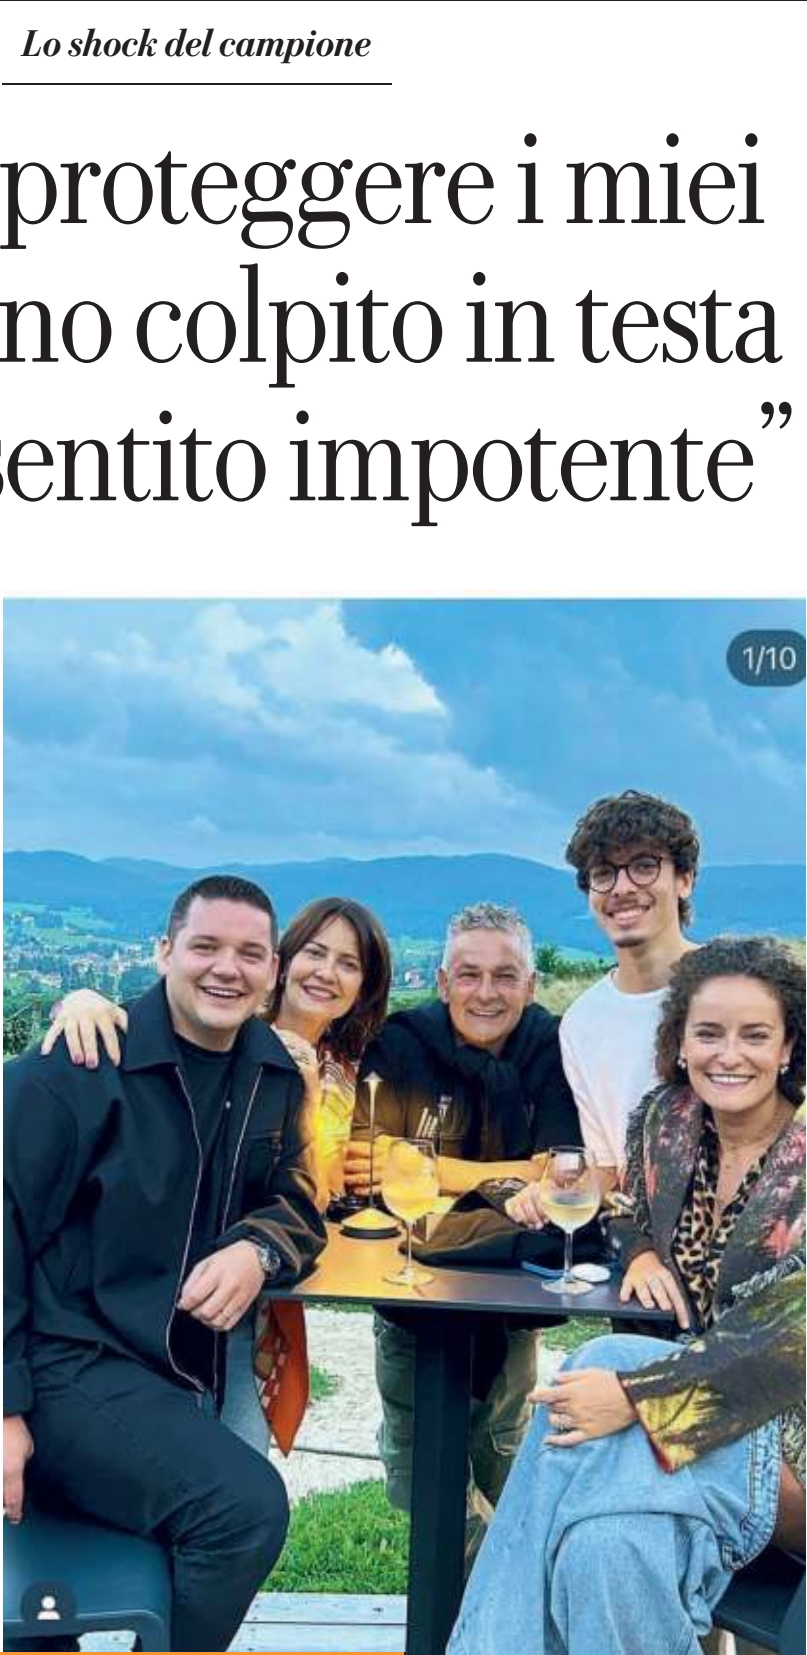 Lo shock del campione
proteggere i miei
no colpito in testa
sentito impotente”
1/10